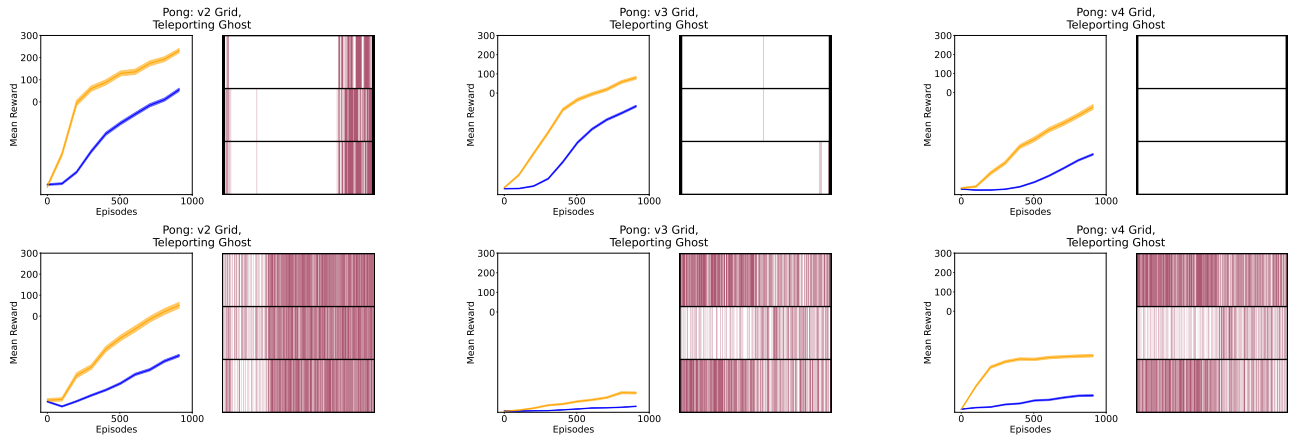 Pong: v2 Grid,
Teleporting Ghost
300
200
100
0
Mean Reward
0
500
1000
Episodes
Pong: v3 Grid,
Teleporting Ghost
300
200
100
0
Mean Reward
0
500
1000
Episodes
Pong: v4 Grid,
Teleporting Ghost
300
200
100
0
Mean Reward
0
500
1000
Episodes
Pong: v2 Grid,
Teleporting Ghost
300
200
100
0
Mean Reward
0
500
1000
Episodes
Pong: v3 Grid,
Teleporting Ghost
300
200
100
0
Mean Reward
0
500
1000
Episodes
Pong: v4 Grid,
Teleporting Ghost
300
200
100
0
Mean Reward
0
500
1000
Episodes